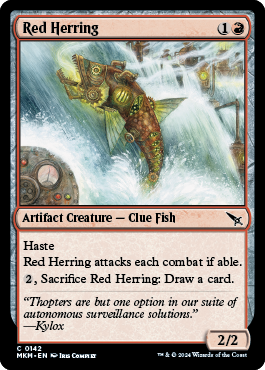 Red Herring 1
Artifact Creature — Clue Fish
Haste
Red Herring attacks each combat if able.
2, Sacrifice Red Herring: Draw a card.
“Thopters are but one option in our suite of
autonomous surveillance solutions.”
—Kylox
2/2
C 0142
MKM • EN Iris Compiet
™ & © 2024 Wizards of the Coast